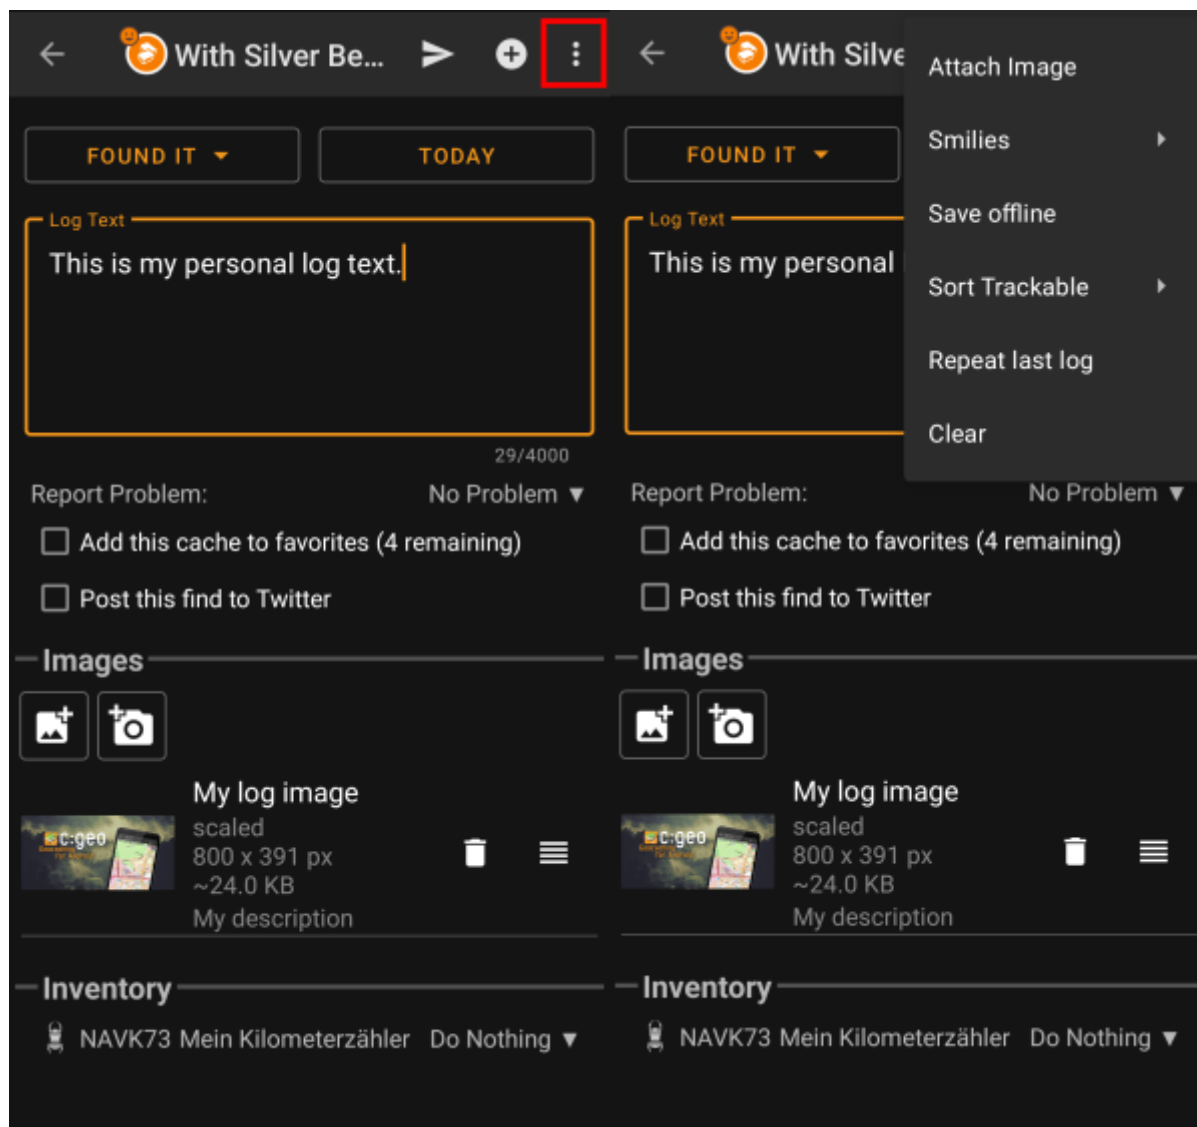 With Silver Be...
FOUND IT
TODAY
Log Text
This is my personal log text.
29/4000
Report Problem:
No Problem
Add this cache to favorites (4 remaining)
Post this find to Twitter
Images
My log image
scaled
800 x 391 px
~24.0 KB
My description
c:geo
Inventory
NAVK73 Mein Kilometerzähler
Do Nothing
With Silve
FOUND IT
Log Text
This is my personal
Attach Image
Smilies
Save offline
Sort Trackable
Repeat last log
Clear
Report Problem:
No Problem
Add this cache to favorites (4 remaining)
Post this find to Twitter
Images
My log image
scaled
800 x 391 px
~24.0 KB
My description
c:geo
Inventory
NAVK73 Mein Kilometerzähler
Do Nothing